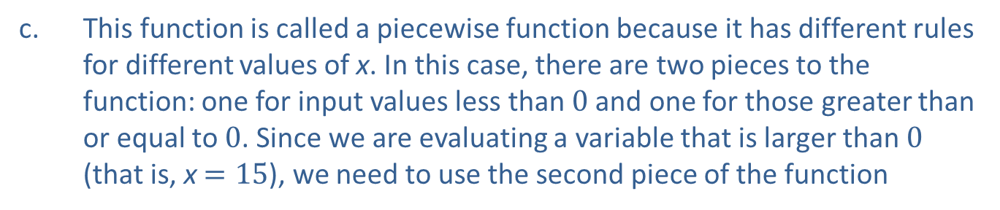 c. This function is called a piecewise function because it has different rules
for different values of x. In this case, there are two pieces to the
function: one for input values less than 0 and one for those greater than
or equal to 0. Since we are evaluating a variable that is larger than 0
(that is, x = 15), we need to use the second piece of the function